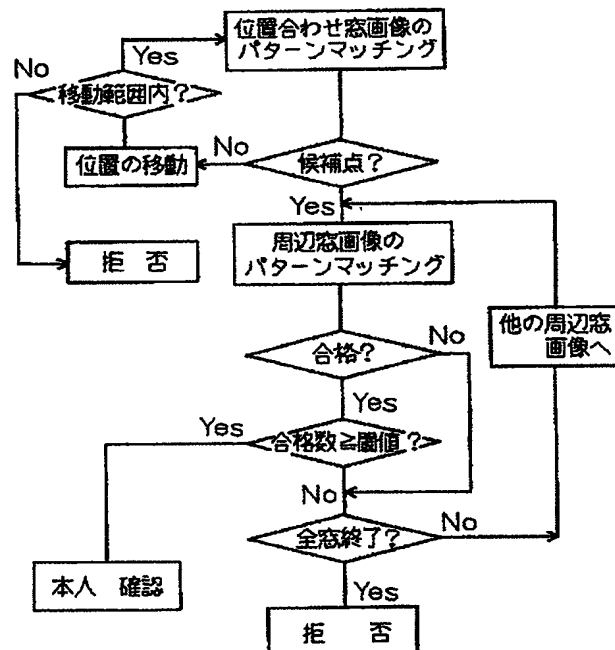 位置合わせ窓画像の
パターンマッチング
Yes
No
移動範囲内?
位置の移動
No
候補点?
Yes
拒 否
周辺窓画像の
パターンマッチング
他の周辺窓
画像へ
合格?
No
Yes
Yes
合格数≧閾値?
No
全窓終了?
No
本人 確認
Yes
拒 否